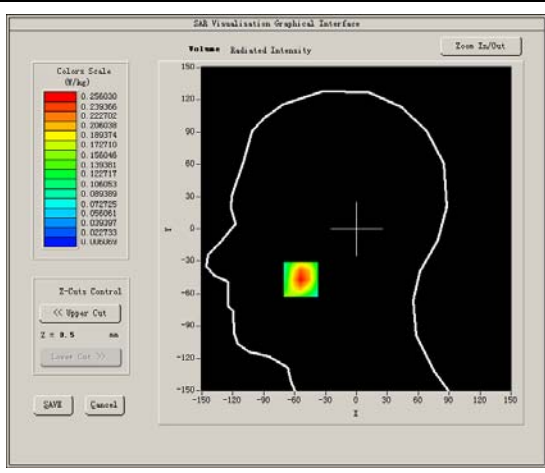 SAR Visualisation Graphical Interface
Volume Radiated Intensity
Zoom In/Out
Colors Scale
(W/kg)
0.256030
0.239366
0.222702
0.206038
0.189374
0.172710
0.156046
0.139381
0.122717
0.106053
0.089389
0.072725
0.056061
0.039397
0.022733
0.006069
Z-Cuts Control
<< Upper Cut
Z = 8.5 mm
Lower Cut >>
SAVE
Cancel
150
120
90
60
30
0
-30
-60
-90
-120
-150
Y
-150 -120 -90 -60 -30 0 30 60 90 120 150
X